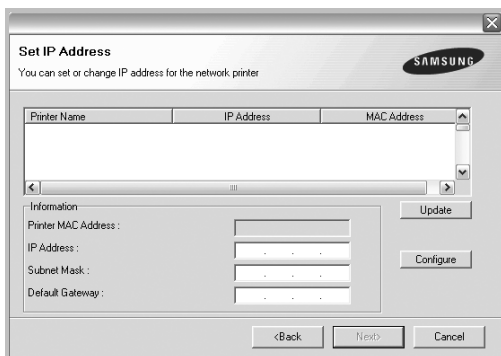 Set IP Address
You can set or change IP address for the network printer
SAMSUNG
Printer Name IP Address MAC Address
Information
Printer MAC Address :
IP Address :
Subnet Mask :
Default Gateway :
Update
Configure
<Back Next> Cancel